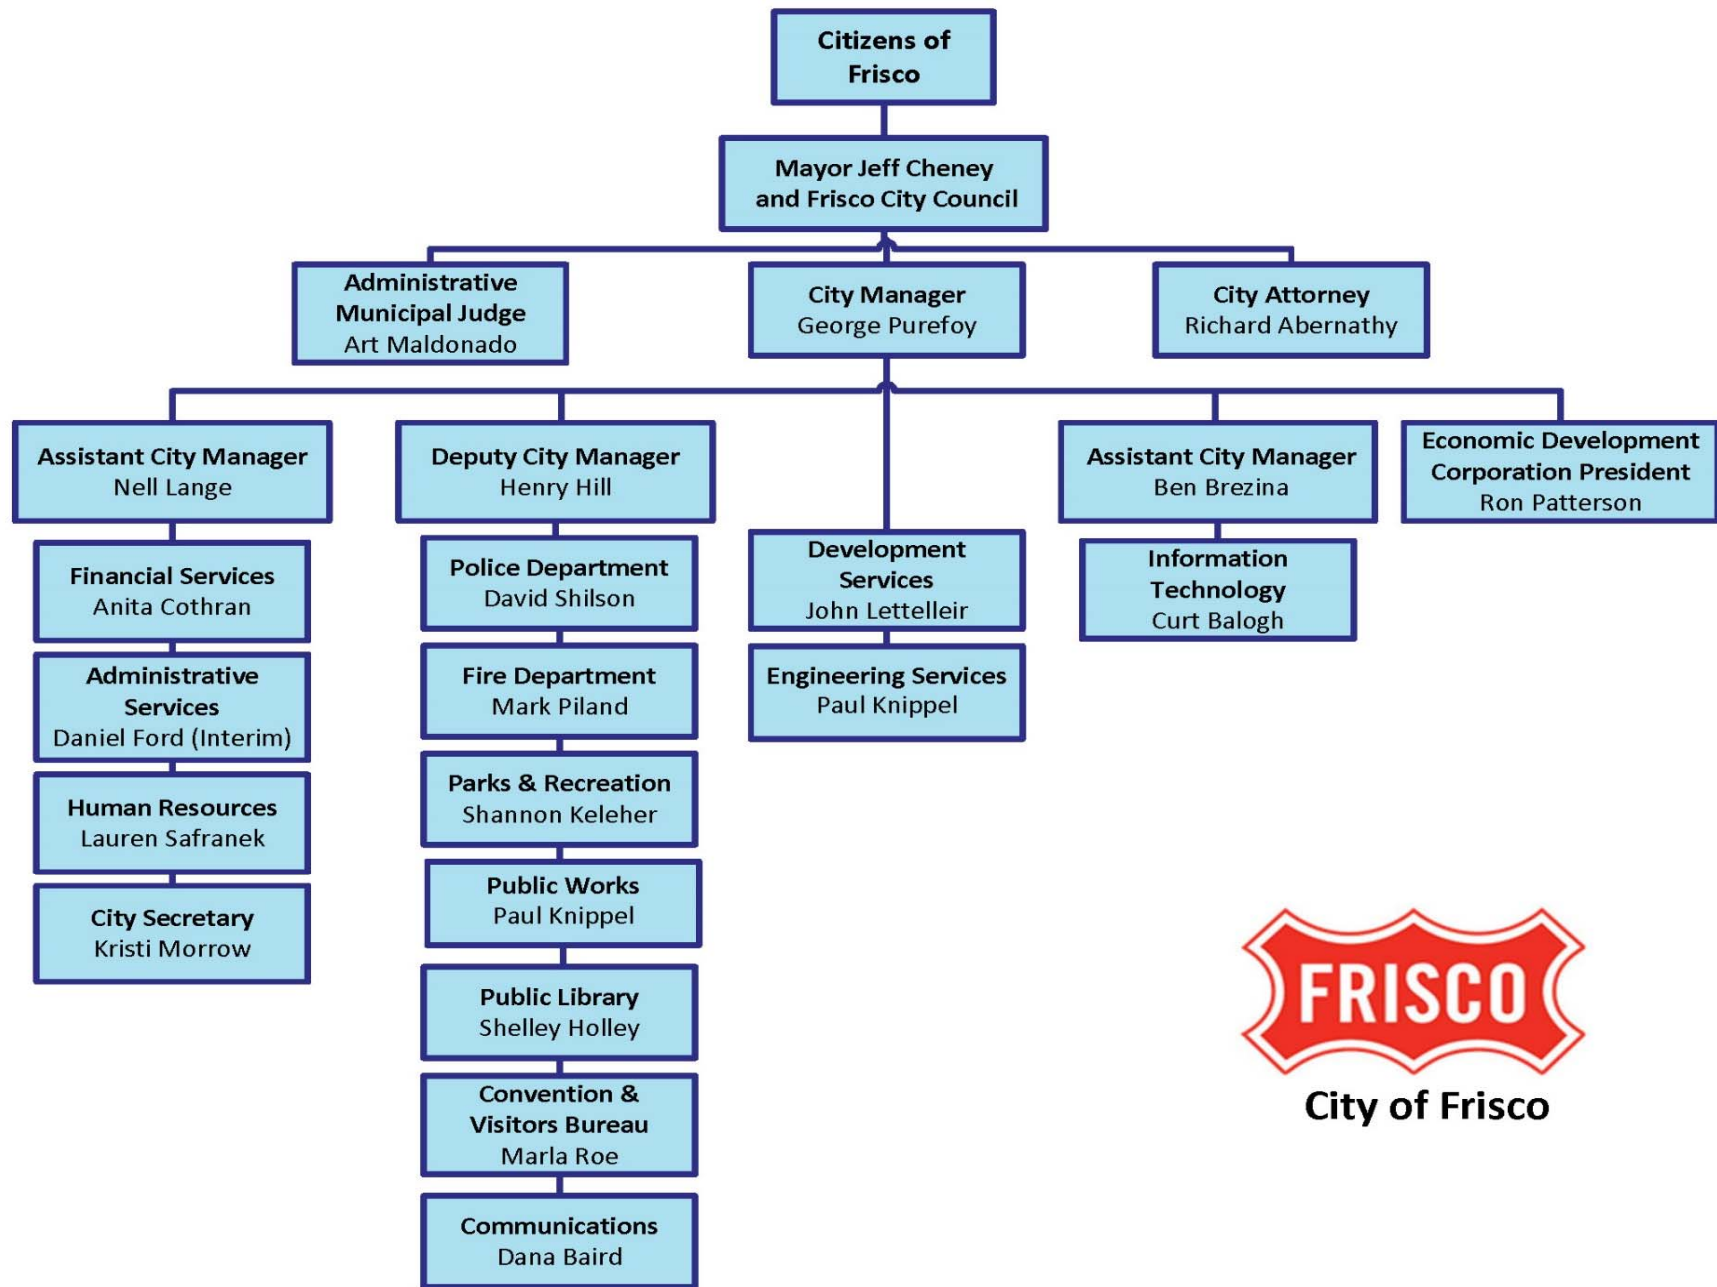 Citizens of
Frisco
Mayor Jeff Cheney
and Frisco City Council
Administrative
Municipal Judge
Art Maldonado
City Manager
George Purefoy
City Attorney
Richard Abernathy
Assistant City Manager
Nell Lange
Deputy City Manager
Henry Hill
Assistant City Manager
Ben Brezina
Economic Development
Corporation President
Ron Patterson
Financial Services
Anita Cothran
Administrative
Services
Daniel Ford (Interim)
Human Resources
Lauren Safranek
City Secretary
Kristi Morrow
Police Department
David Shilson
Fire Department
Mark Piland
Parks & Recreation
Shannon Keleher
Public Works
Paul Knippel
Public Library
Shelley Holley
Convention &
Visitors Bureau
Marla Roe
Communications
Dana Baird
Development
Services
John Lettelleir
Engineering Services
Paul Knippel
Information
Technology
Curt Balogh
FRISCO
City of Frisco